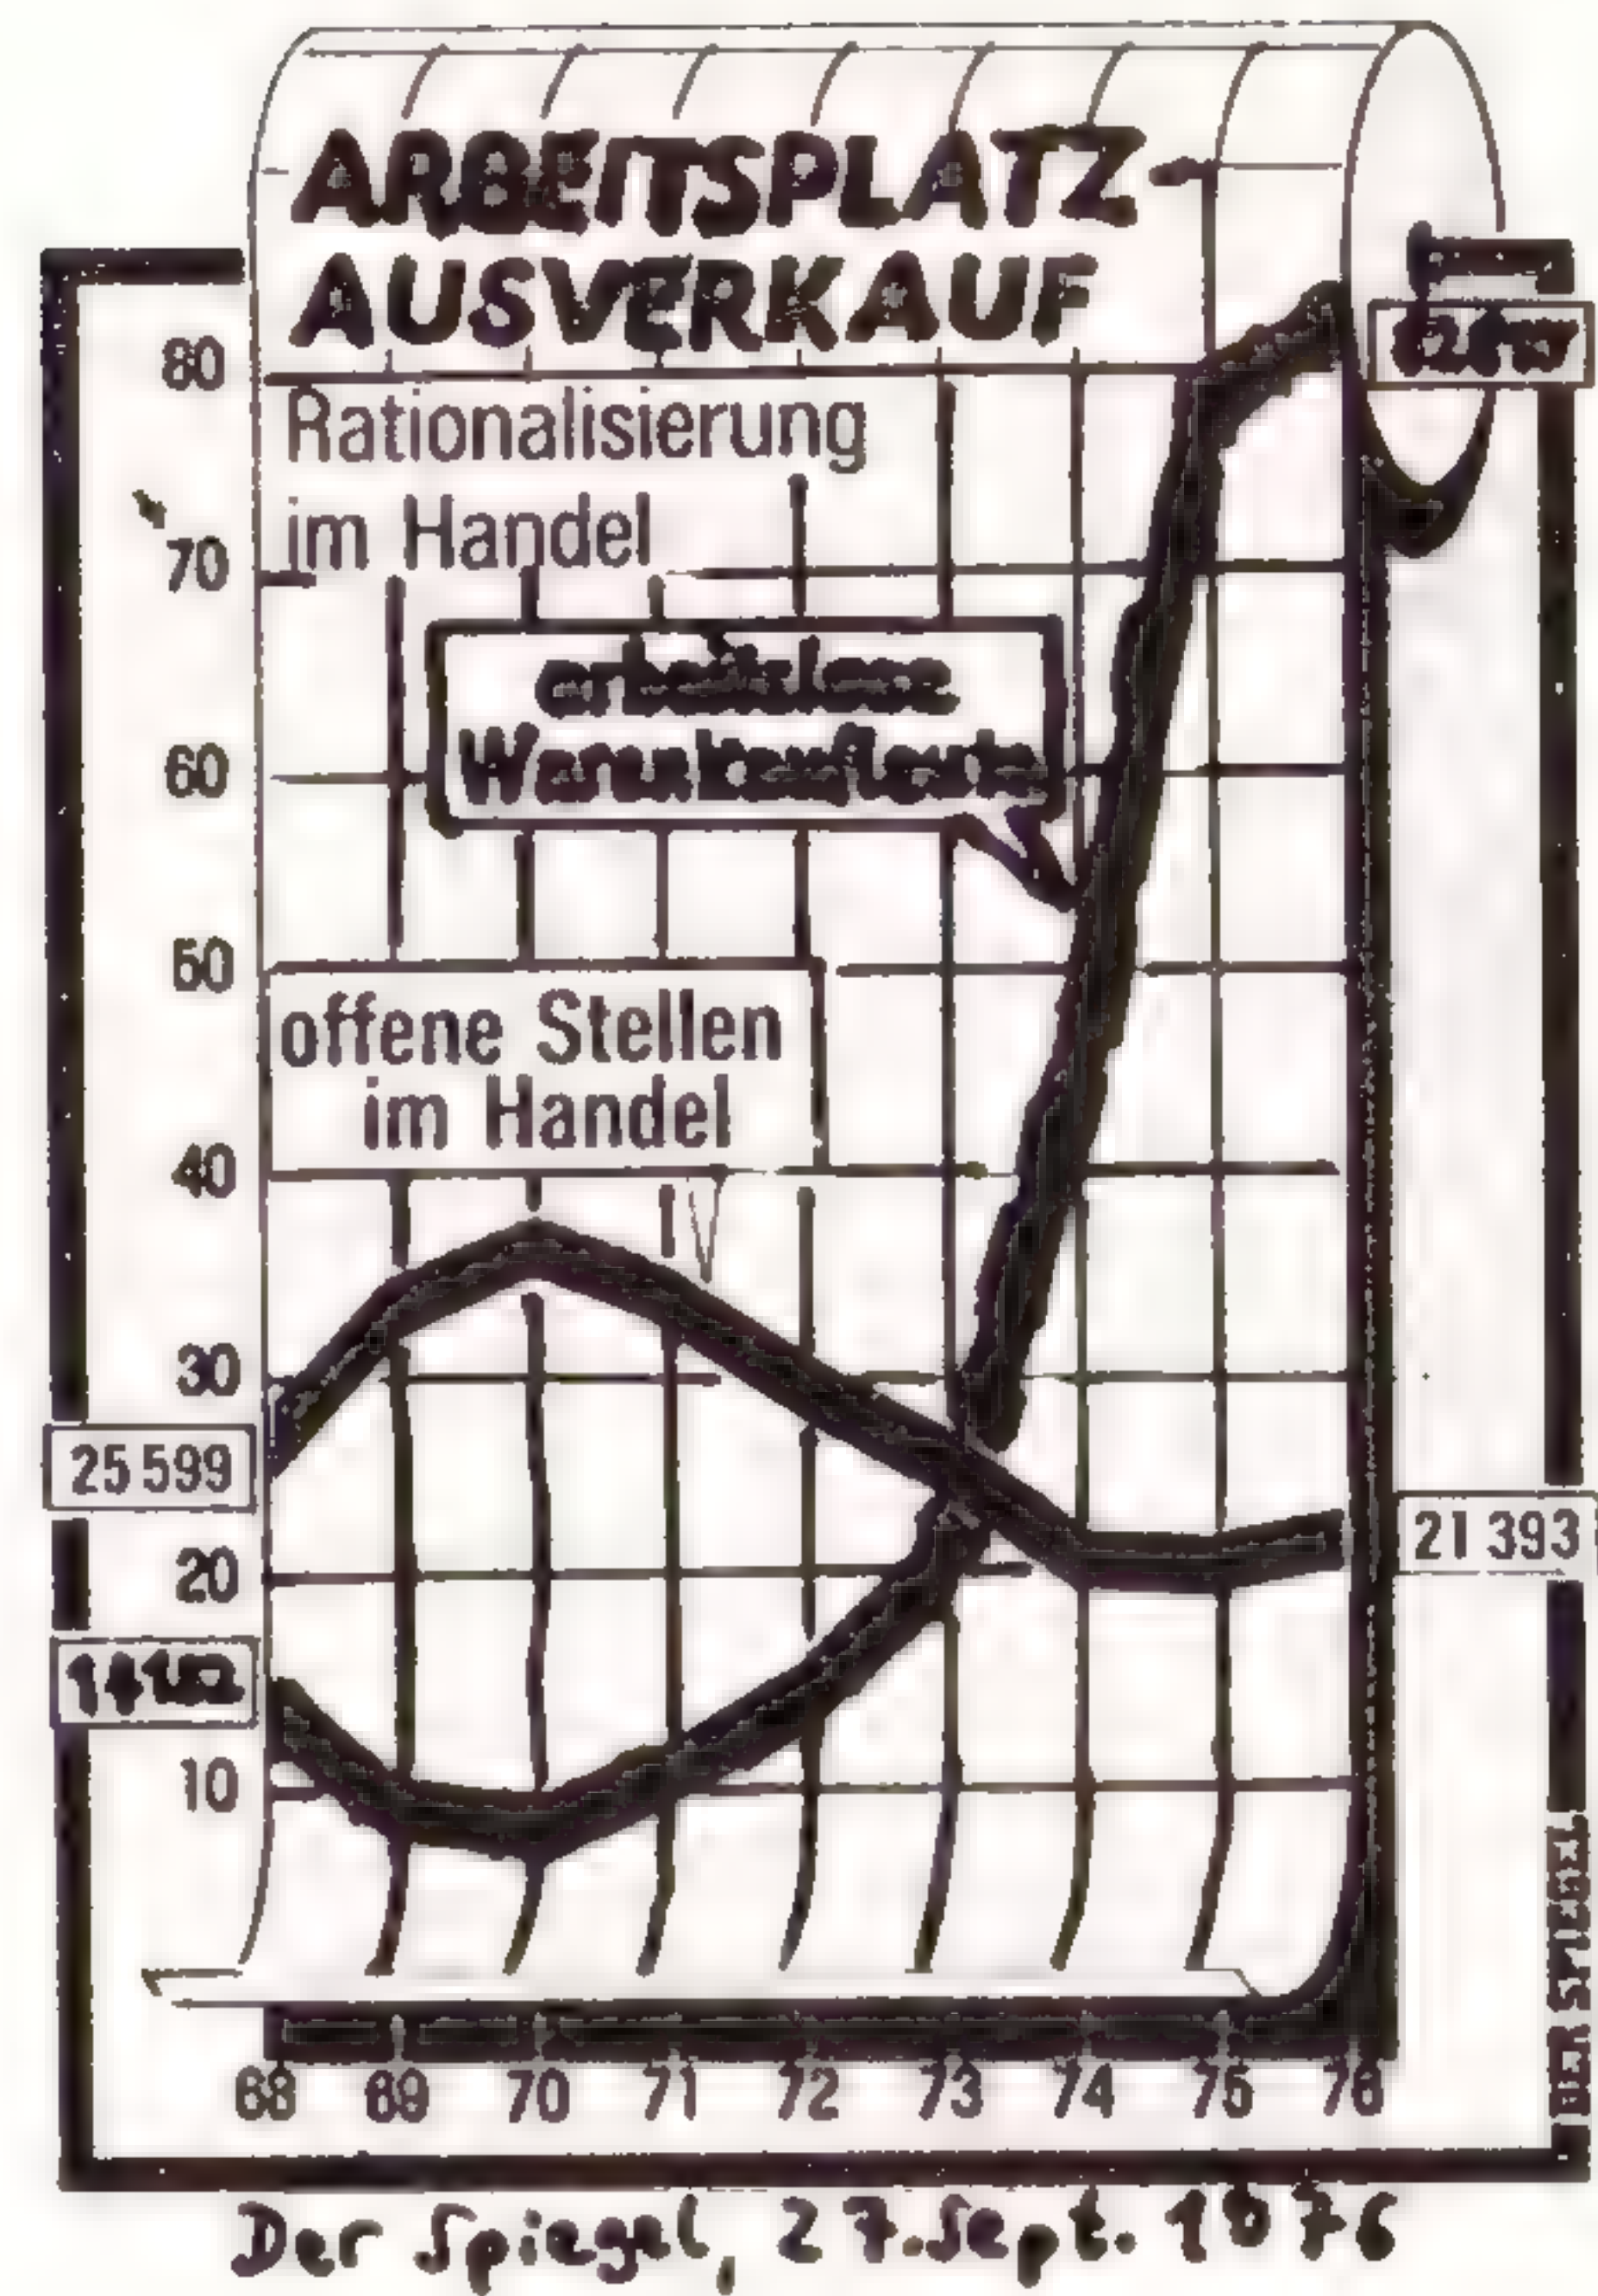 ARBEITSPLATZ-
AUSVERKAUF
Rationalisierung
im Handel
arbeitslose
Warenkaufleute
offene Stellen
im Handel
80
70
60
50
40
30
20
10
25 599
21 393
68 69 70 71 72 73 74 75 76
DER SPIEGEL
Der Spiegel, 27. Sept. 1976